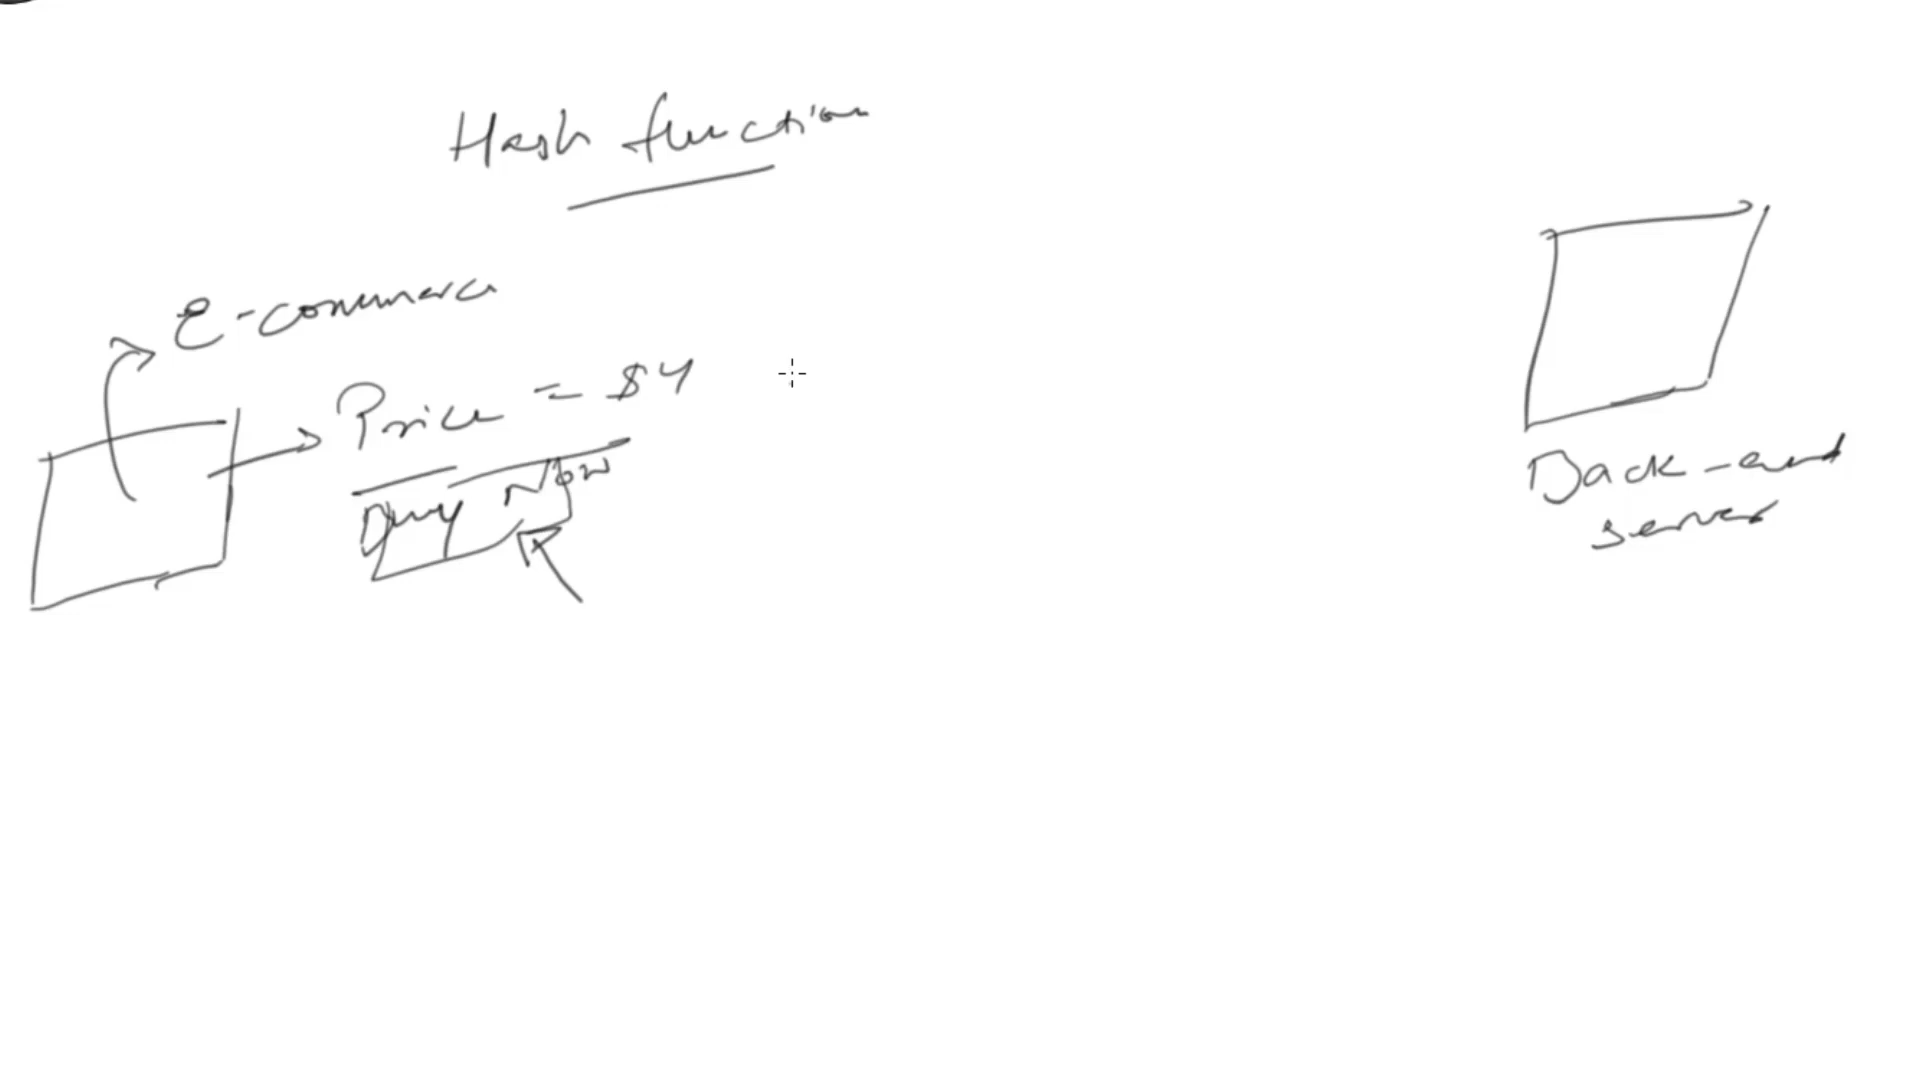 Hash function
E-commerce
Price = $4
Buy Now
Back-end
server